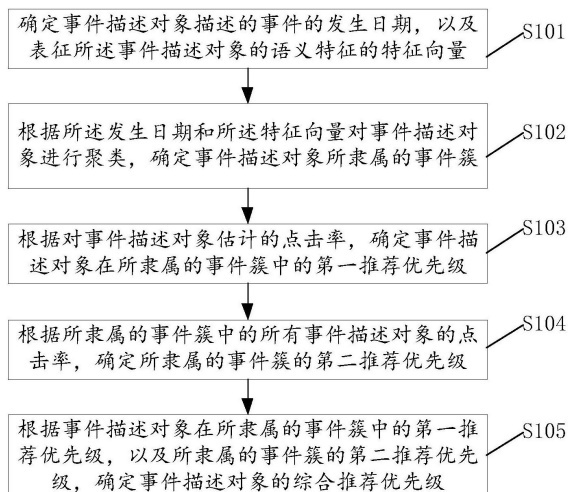 确定事件描述对象描述的事件的发生日期，以及
表征所述事件描述对象的语义特征的特征向量
S101
根据所述发生日期和所述特征向量对事件描述对
象进行聚类，确定事件描述对象所隶属的事件簇
S102
根据对事件描述对象估计的点击率，确定事件描
述对象在所隶属的事件簇中的第一推荐优先级
S103
根据所隶属的事件簇中的所有事件描述对象的点
击率，确定所隶属的事件簇的第二推荐优先级
S104
根据事件描述对象在所隶属的事件簇中的第一推
荐优先级，以及所隶属的事件簇的第二推荐优先
级，确定事件描述对象的综合推荐优先级
S105